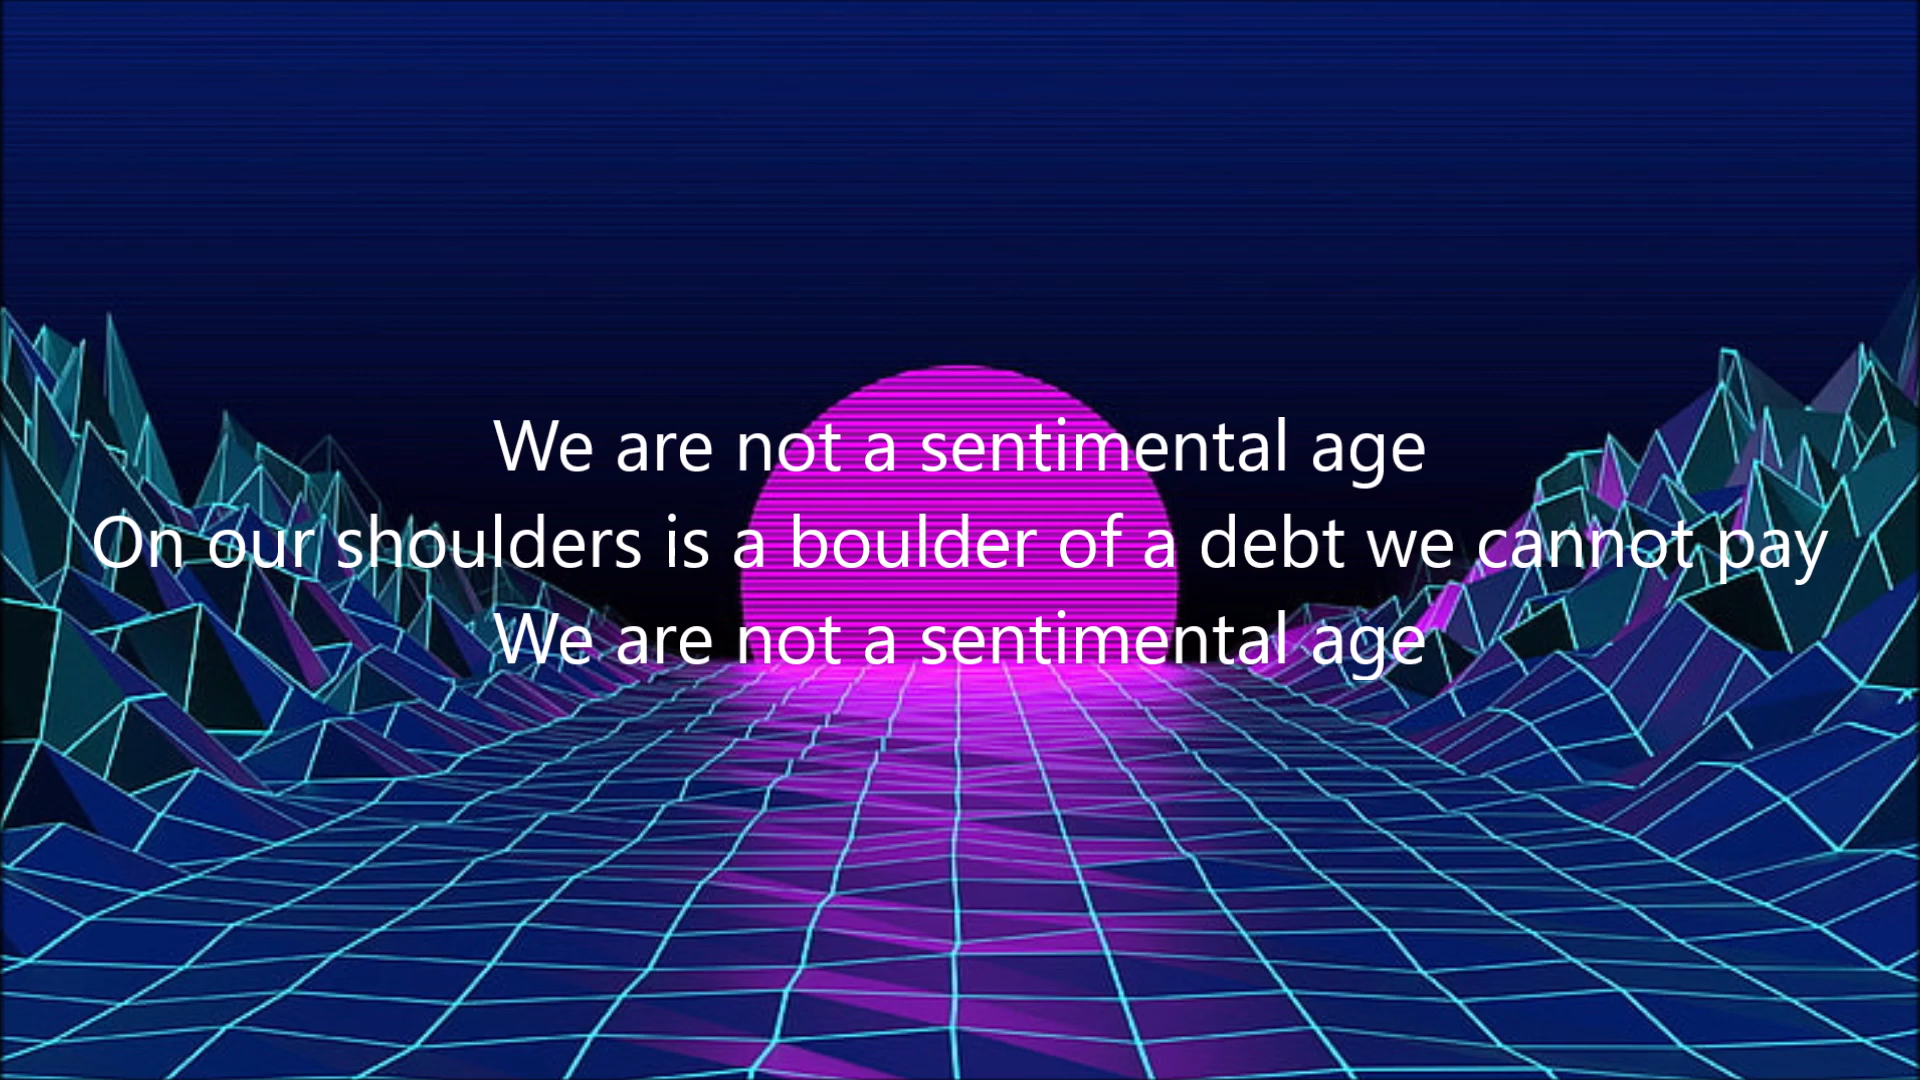 We are not a sentimental age
On our shoulders is a boulder of a debt we cannot pay
We are not a sentimental age